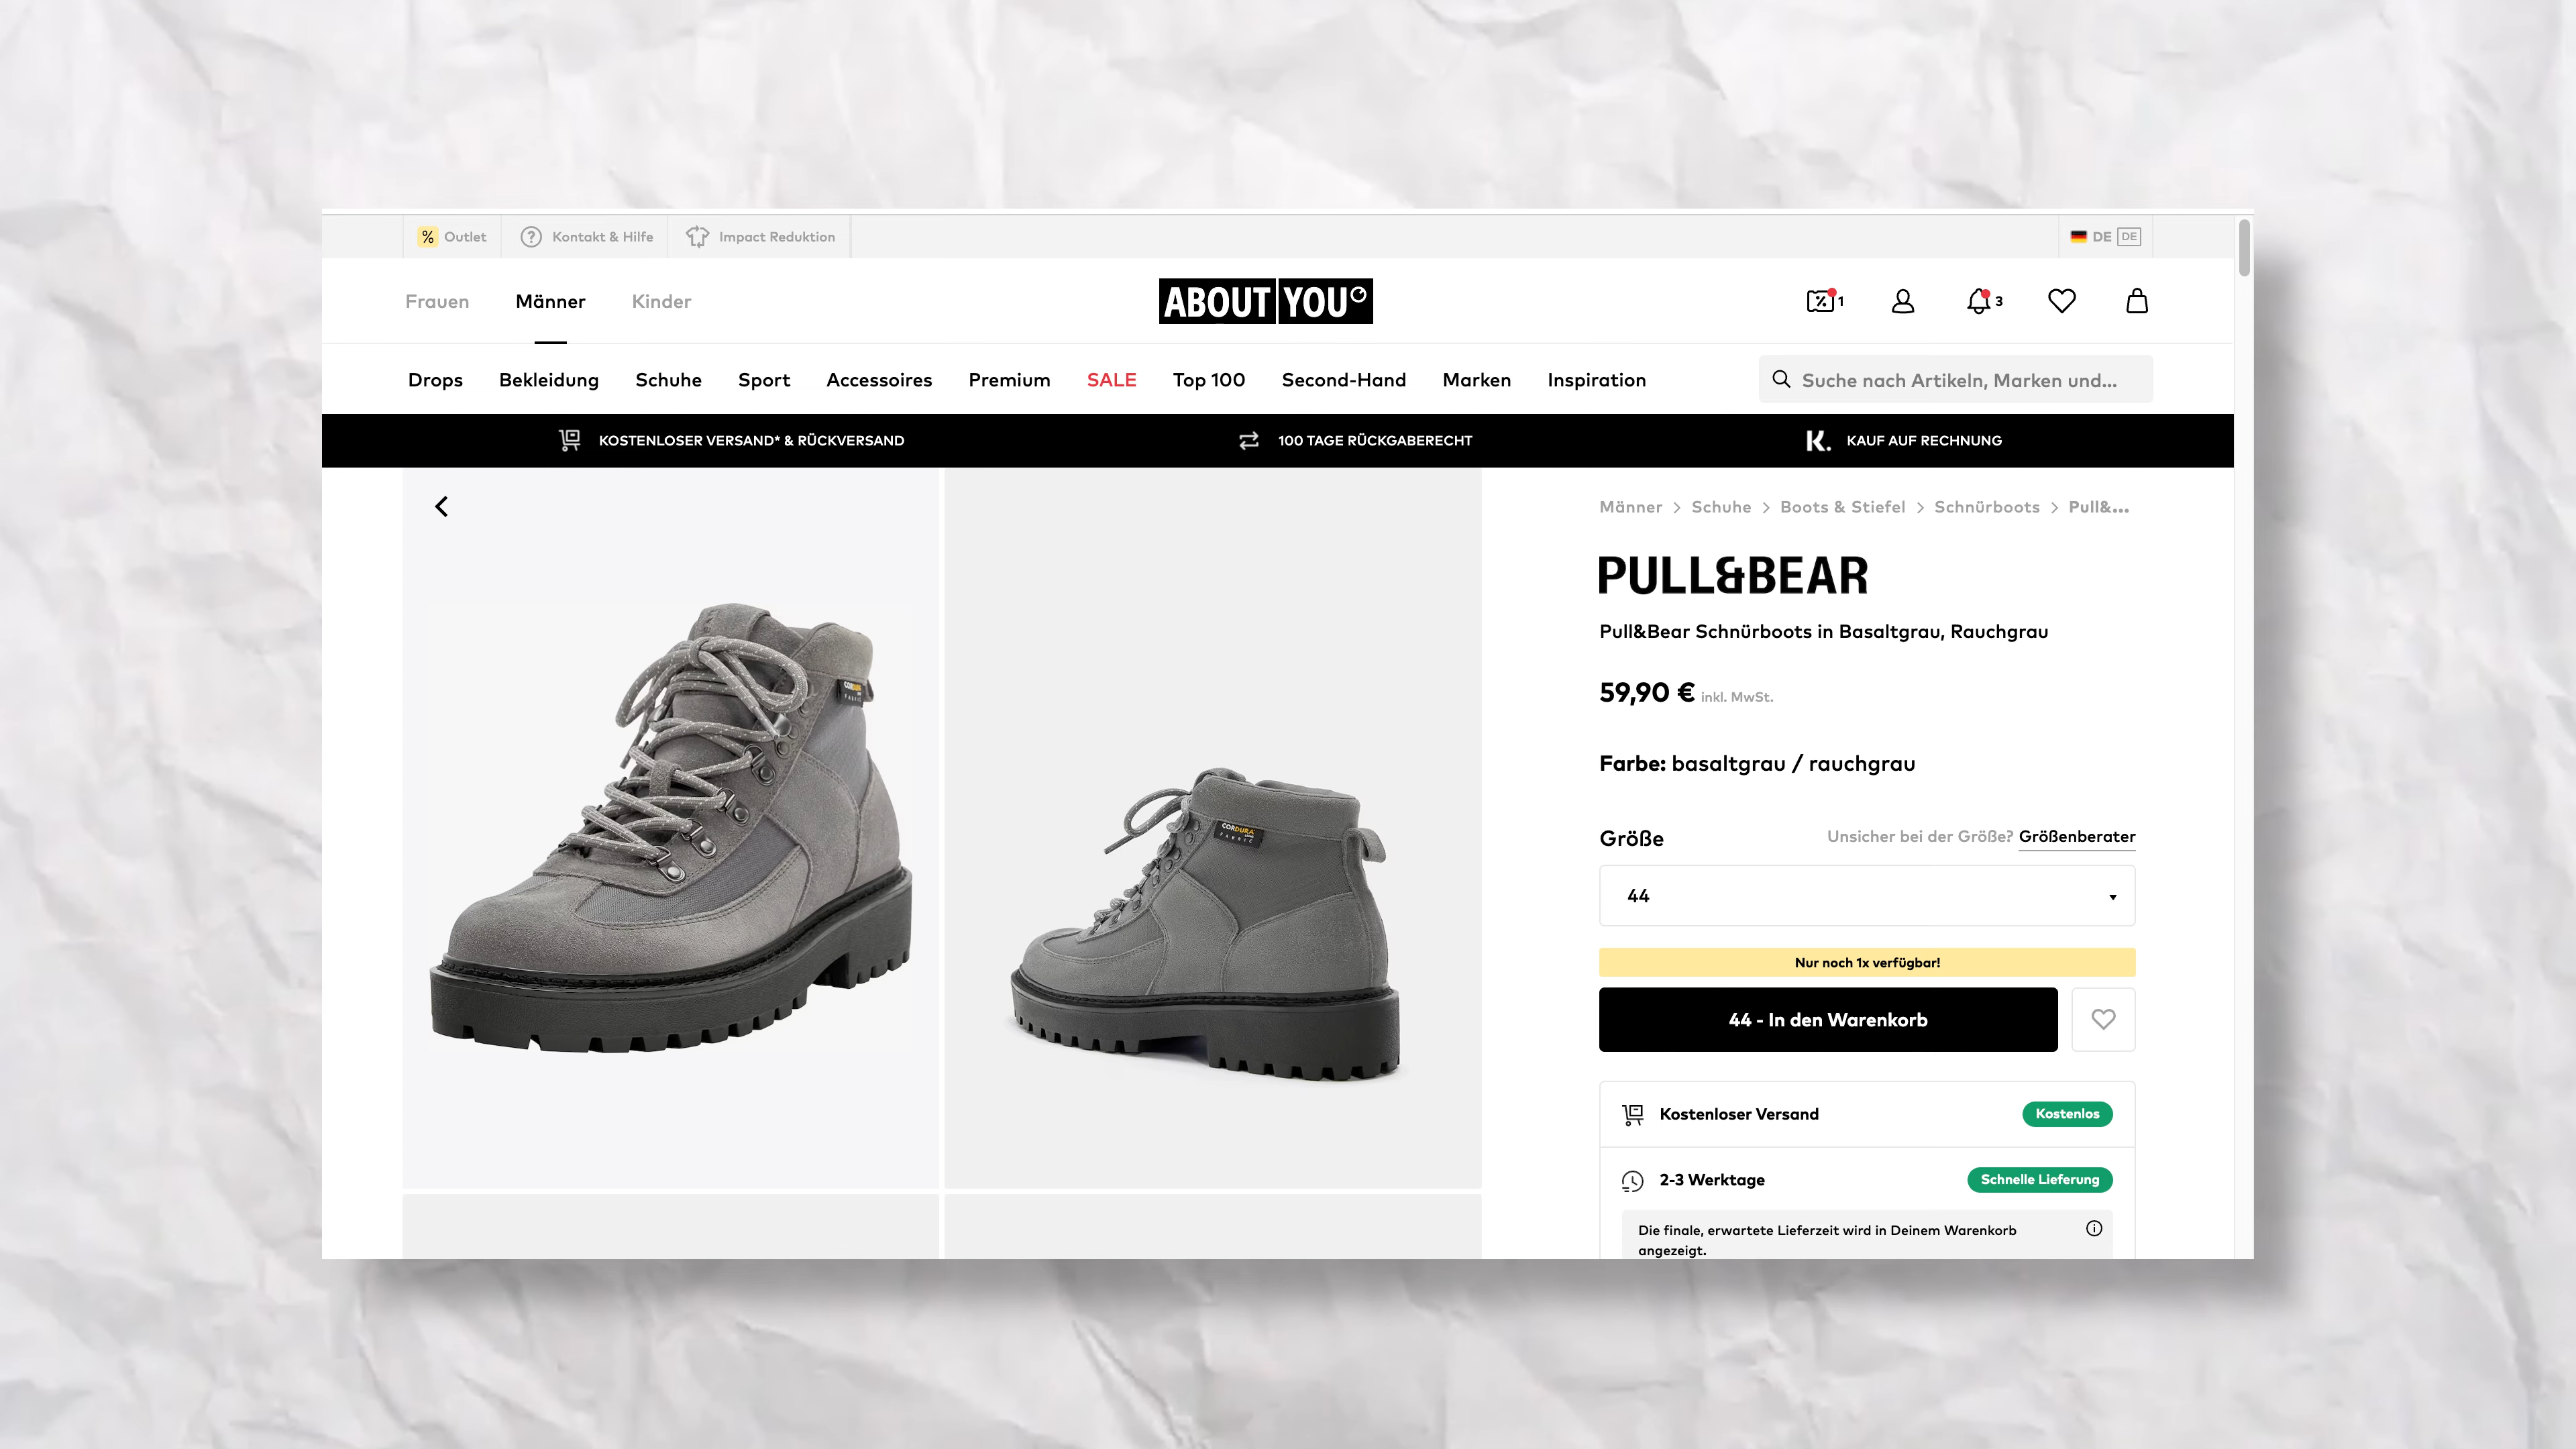 % Outlet
? Kontakt & Hilfe
Impact Reduktion
DE DE
Frauen
Männer
Kinder
ABOUT YOU
% 1
3
Drops
Bekleidung
Schuhe
Sport
Accessoires
Premium
SALE
Top 100
Second-Hand
Marken
Inspiration
Suche nach Artikeln, Marken und...
KOSTENLOSER VERSAND* & RÜCKVERSAND
100 TAGE RÜCKGABERECHT
K. KAUF AUF RECHNUNG
Männer > Schuhe > Boots & Stiefel > Schnürboots > Pull&...
PULL&BEAR
Pull&Bear Schnürboots in Basaltgrau, Rauchgrau
59,90 € inkl. MwSt.
Farbe: basaltgrau / rauchgrau
Größe
Unsicher bei der Größe? Größenberater
44
Nur noch 1x verfügbar!
44 - In den Warenkorb
Kostenloser Versand
Kostenlos
2-3 Werktage
Schnelle Lieferung
Die finale, erwartete Lieferzeit wird in Deinem Warenkorb
angezeigt.
CORDURA
FABRIC
CORDURA
FABRIC